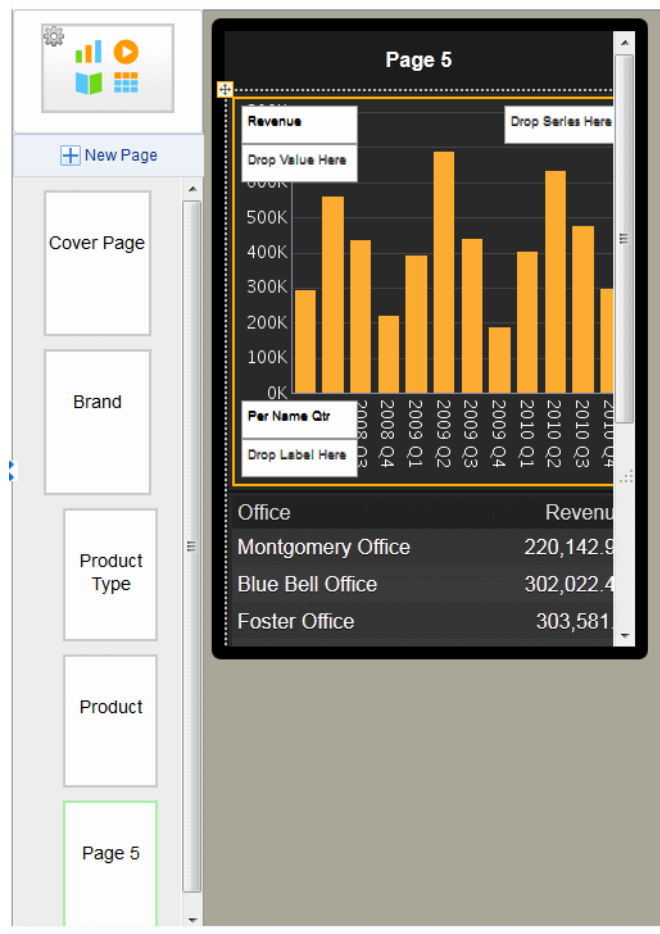 Page 5
New Page
Cover Page
Brand
Product
Type
Product
Page 5
Revenue
Drop Value Here
Drop Series Here
500K
400K
300K
200K
100K
0K
Per Name Qtr
Drop Label Here
2008 Q4
2009 Q1
2009 Q2
2009 Q3
2009 Q4
2010 Q1
2010 Q2
2010 Q3
2010 Q4
Office Revenu
Montgomery Office 220,142.9
Blue Bell Office 302,022.4
Foster Office 303,581.